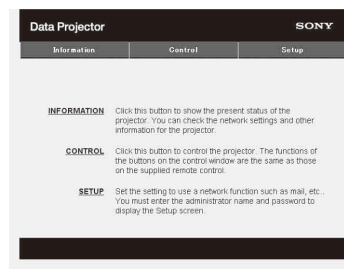 Data Projector SONY
Information Control Setup
INFORMATION Click this button to show the present status of the
projector. You can check the network settings and other
information for the projector.
CONTROL Click this button to control the projector. The functions of
the buttons on the control window are the same as those
on the supplied remote control.
SETUP Set the setting to use a network function such as mail, etc..
You must enter the administrator name and password to
display the Setup screen.